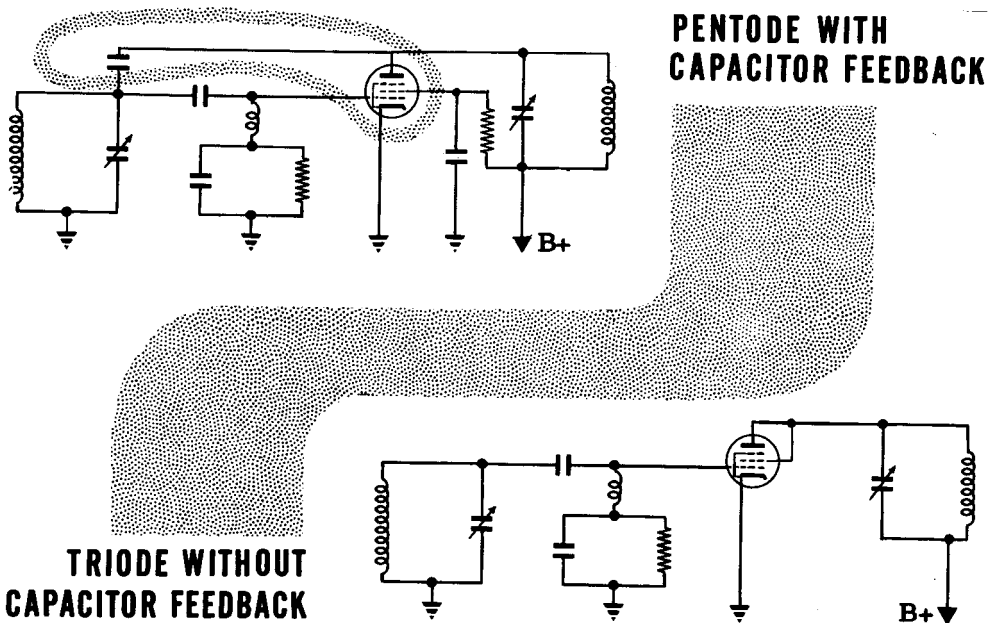 PENTODE WITH
CAPACITOR FEEDBACK
B+
TRIODE WITHOUT
CAPACITOR FEEDBACK
B+